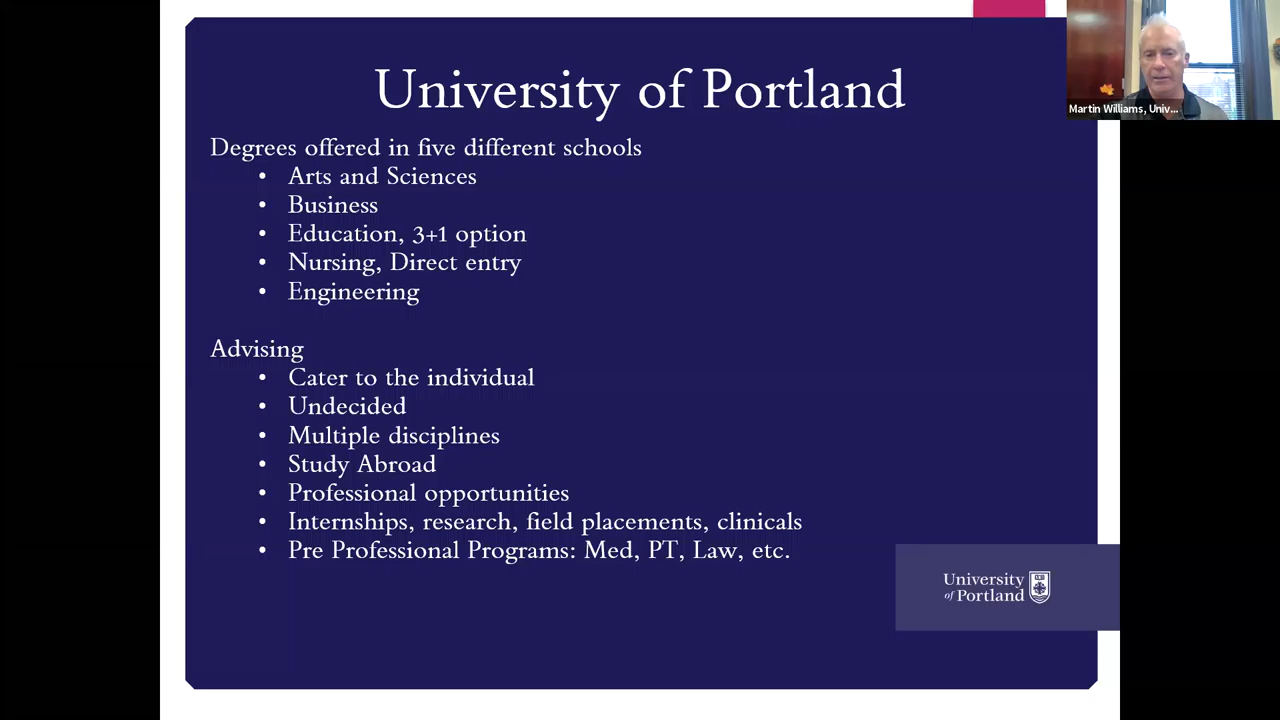 University of Portland
Martin Williams, Univ...
Degrees offered in five different schools
• Arts and Sciences
• Business
• Education, 3+1 option
• Nursing, Direct entry
• Engineering
Advising
• Cater to the individual
• Undecided
• Multiple disciplines
• Study Abroad
• Professional opportunities
• Internships, research, field placements, clinicals
• Pre Professional Programs: Med, PT, Law, etc.
University
of Portland